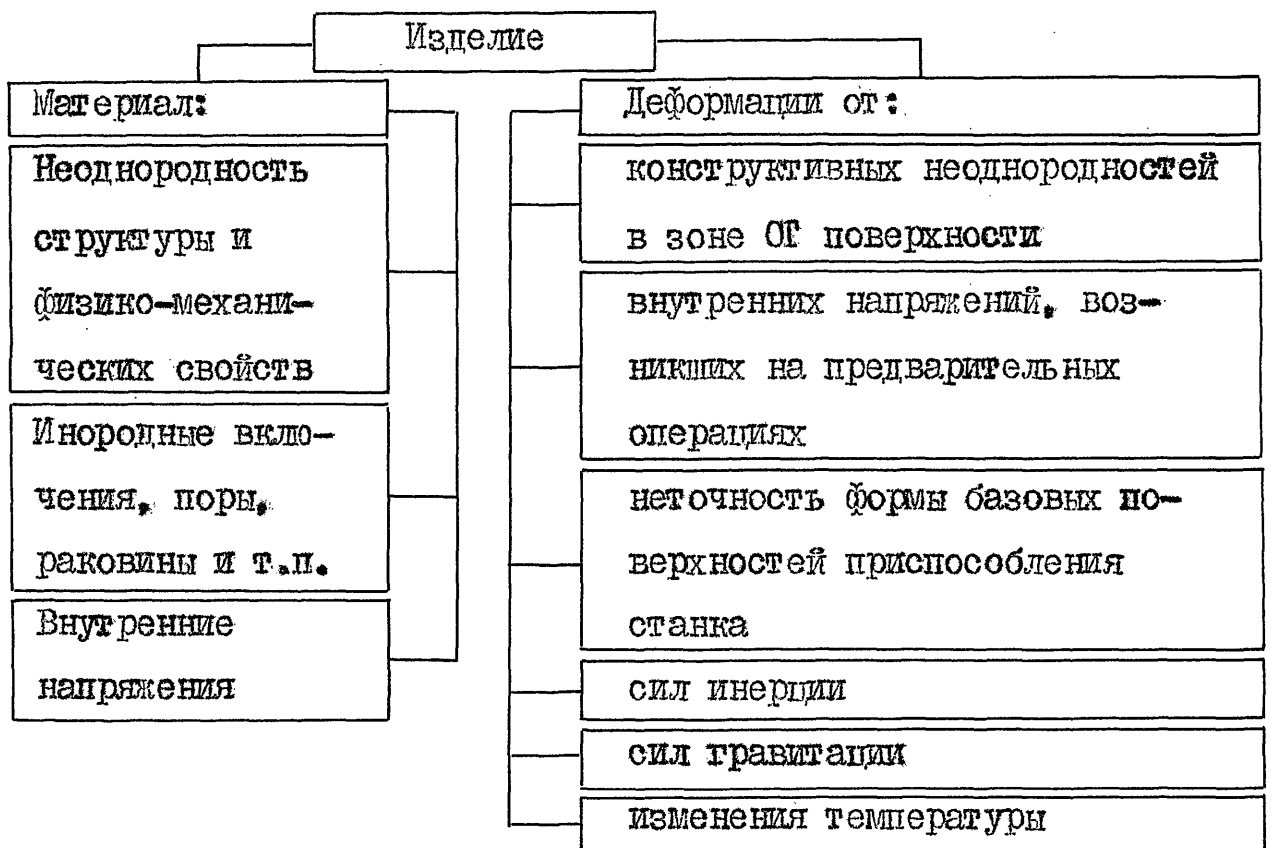 Изделие
Материал:
Неоднородность
структуры и
физико-механи-
ческих свойств
Инородные вклю-
чения, поры,
раковины и т.п.
Внутренние
напряжения
Деформации от:
конструктивных неоднородностей
в зоне ОГ поверхности
внутренних напряжений, воз-
никших на предварительных
операциях
неточность формы базовых по-
верхностей приспособления
станка
сил инерции
сил гравитации
изменения температуры